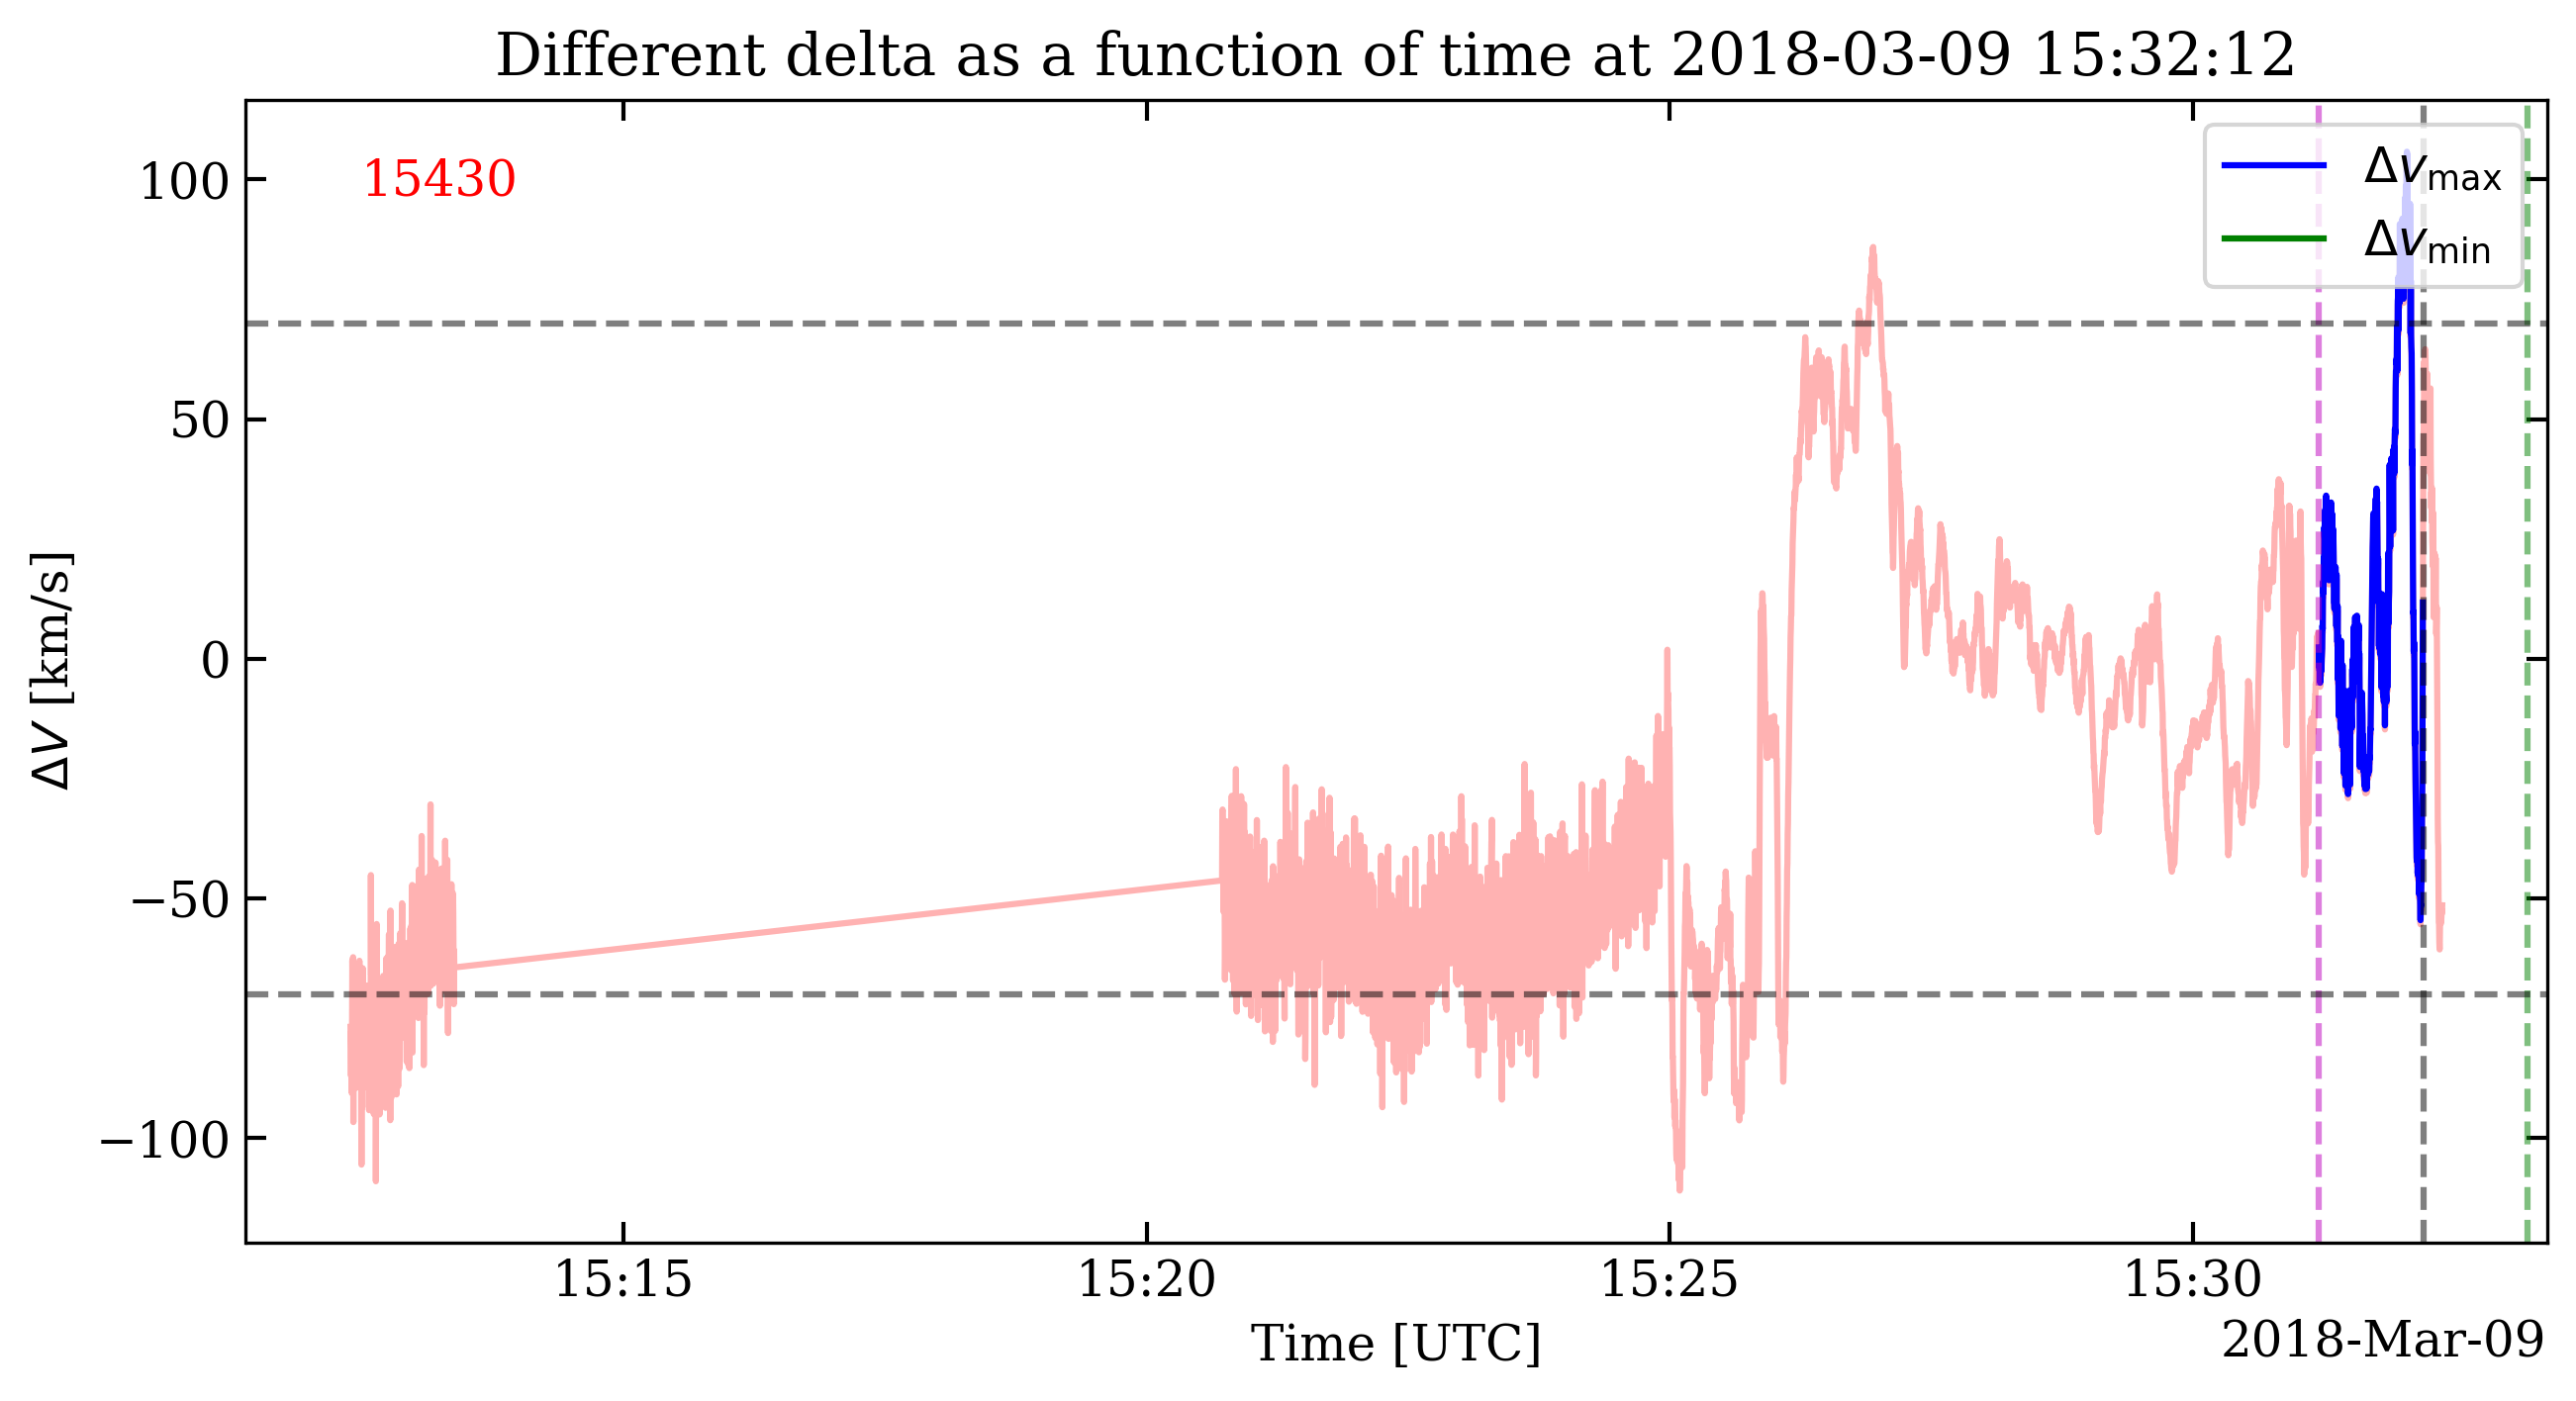 Different delta as a function of time at 2018-03-09 15:32:12
15430
Δv_max
Δv_min
100
50
0
−50
−100
ΔV [km/s]
15:15 15:20 15:25 15:30
Time [UTC]
2018-Mar-09